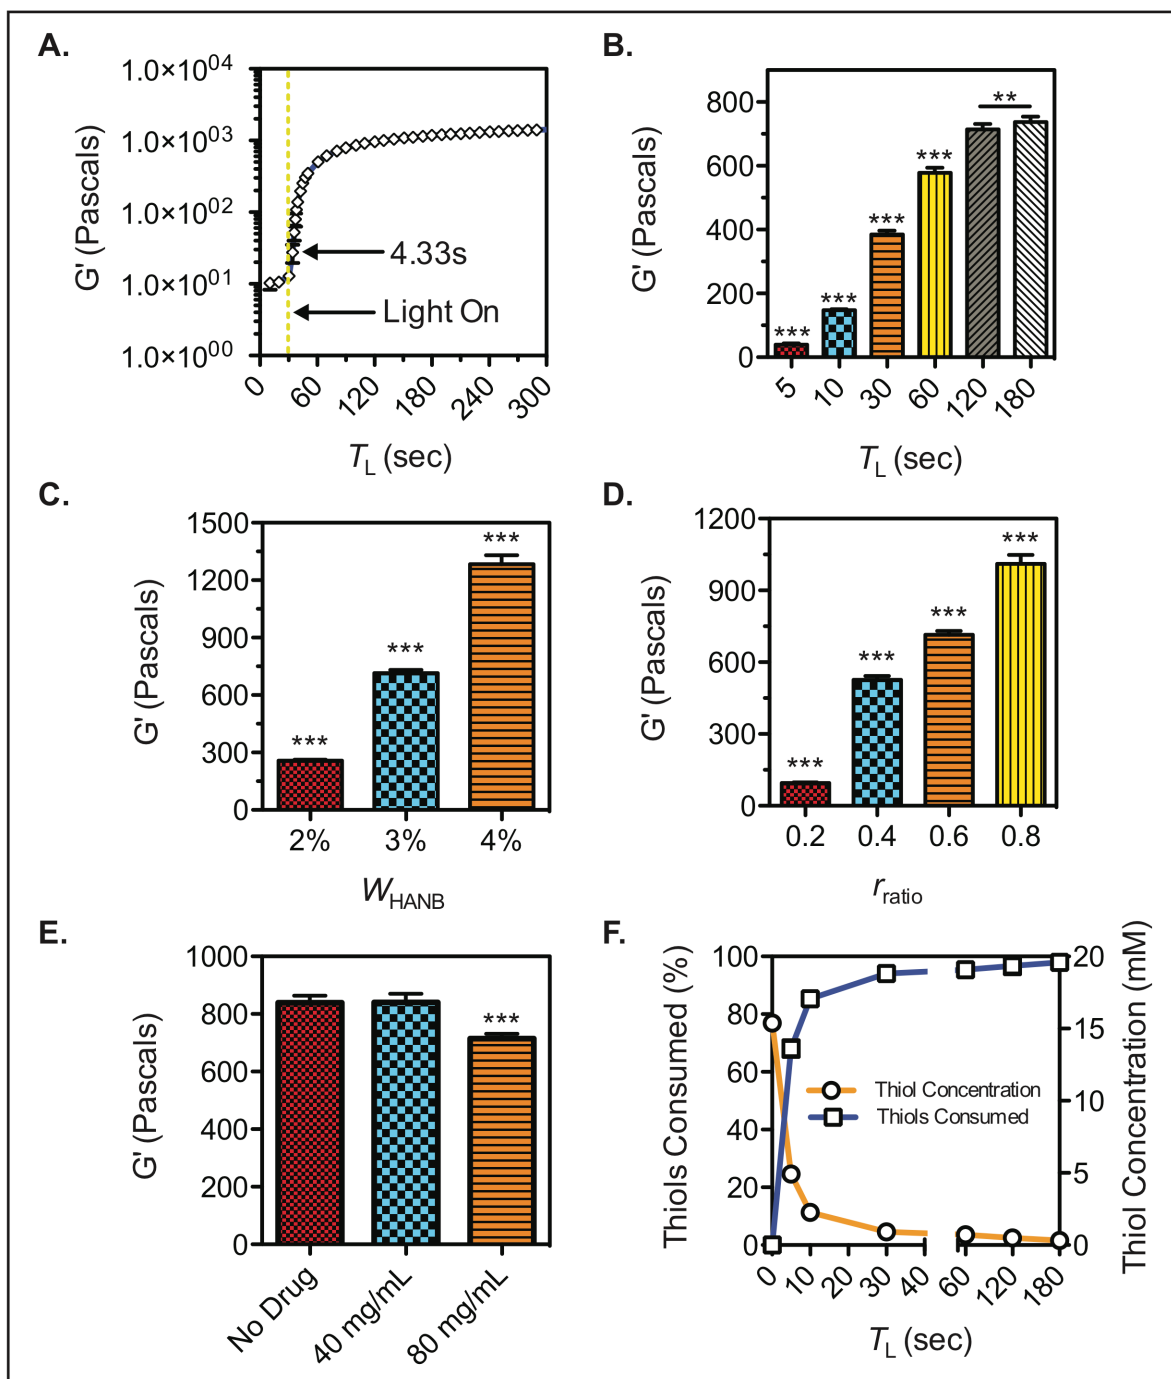 A.
1.0×10⁰⁴
1.0×10⁰³
1.0×10⁰²
1.0×10⁰¹
1.0×10⁰⁰
G' (Pascals)
4.33s
Light On
0 60 120 180 240 300
T_L (sec)
B.
800
600
400
200
0
G' (Pascals)
*** *** *** *** **
5 10 30 60 120 180
T_L (sec)
C.
1500
1200
900
600
300
0
G' (Pascals)
*** *** ***
2% 3% 4%
W_HANB
D.
1200
900
600
300
0
G' (Pascals)
*** *** *** ***
0.2 0.4 0.6 0.8
r_ratio
E.
1000
800
600
400
200
0
G' (Pascals)
***
No Drug 40 mg/mL 80 mg/mL
F.
Thiols Consumed (%)
100
80
60
40
20
0
Thiol Concentration
Thiols Consumed
20
15
10
5
0
Thiol Concentration (mM)
0 10 20 30 40 60 120 180
T_L (sec)